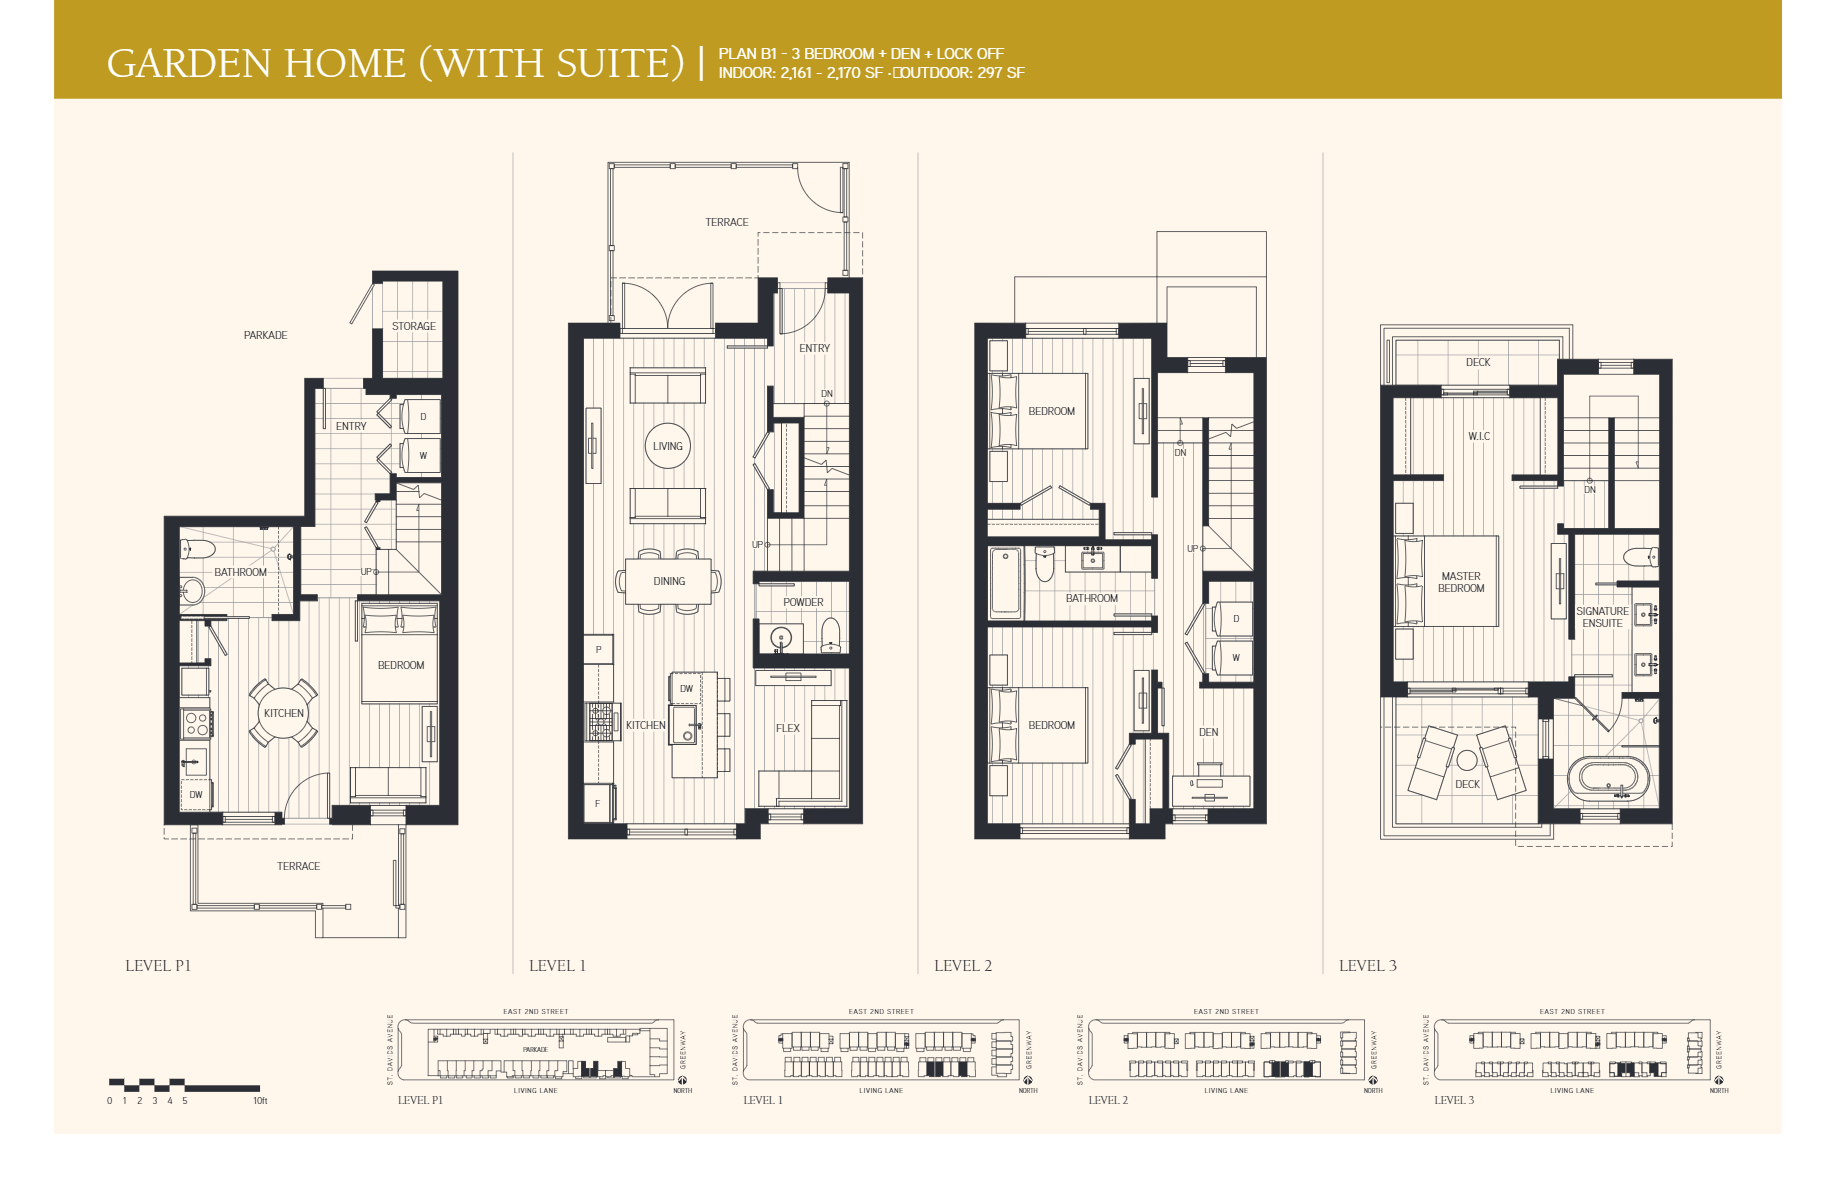 GARDEN HOME (WITH SUITE) |
PLAN B1 - 3 BEDROOM + DEN + LOCK OFF
INDOOR: 2,161 - 2,170 SF · OUTDOOR: 297 SF
PARKADE
STORAGE
ENTRY
D
W
UP
BATHROOM
BEDROOM
KITCHEN
DW
TERRACE
LEVEL P1
TERRACE
ENTRY
DN
LIVING
UP
DINING
POWDER
P
DW
KITCHEN
FLEX
F
LEVEL 1
BEDROOM
DN
UP
BATHROOM
D
W
BEDROOM
DEN
LEVEL 2
DECK
W.I.C
DN
MASTER
BEDROOM
SIGNATURE
ENSUITE
DECK
LEVEL 3
0 1 2 3 4 5 10ft
EAST 2ND STREET
ST. DAVIDS AVENUE
PARKADE
GREENWAY
LIVING LANE
NORTH
LEVEL P1
EAST 2ND STREET
ST. DAVIDS AVENUE
GREENWAY
LIVING LANE
NORTH
LEVEL 1
EAST 2ND STREET
ST. DAVIDS AVENUE
GREENWAY
LIVING LANE
NORTH
LEVEL 2
EAST 2ND STREET
ST. DAVIDS AVENUE
GREENWAY
LIVING LANE
NORTH
LEVEL 3